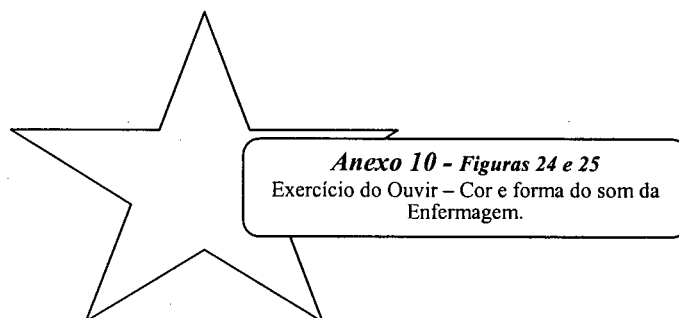 Anexo 10 - Figuras 24 e 25
Exercício do Ouvir – Cor e forma do som da
Enfermagem.